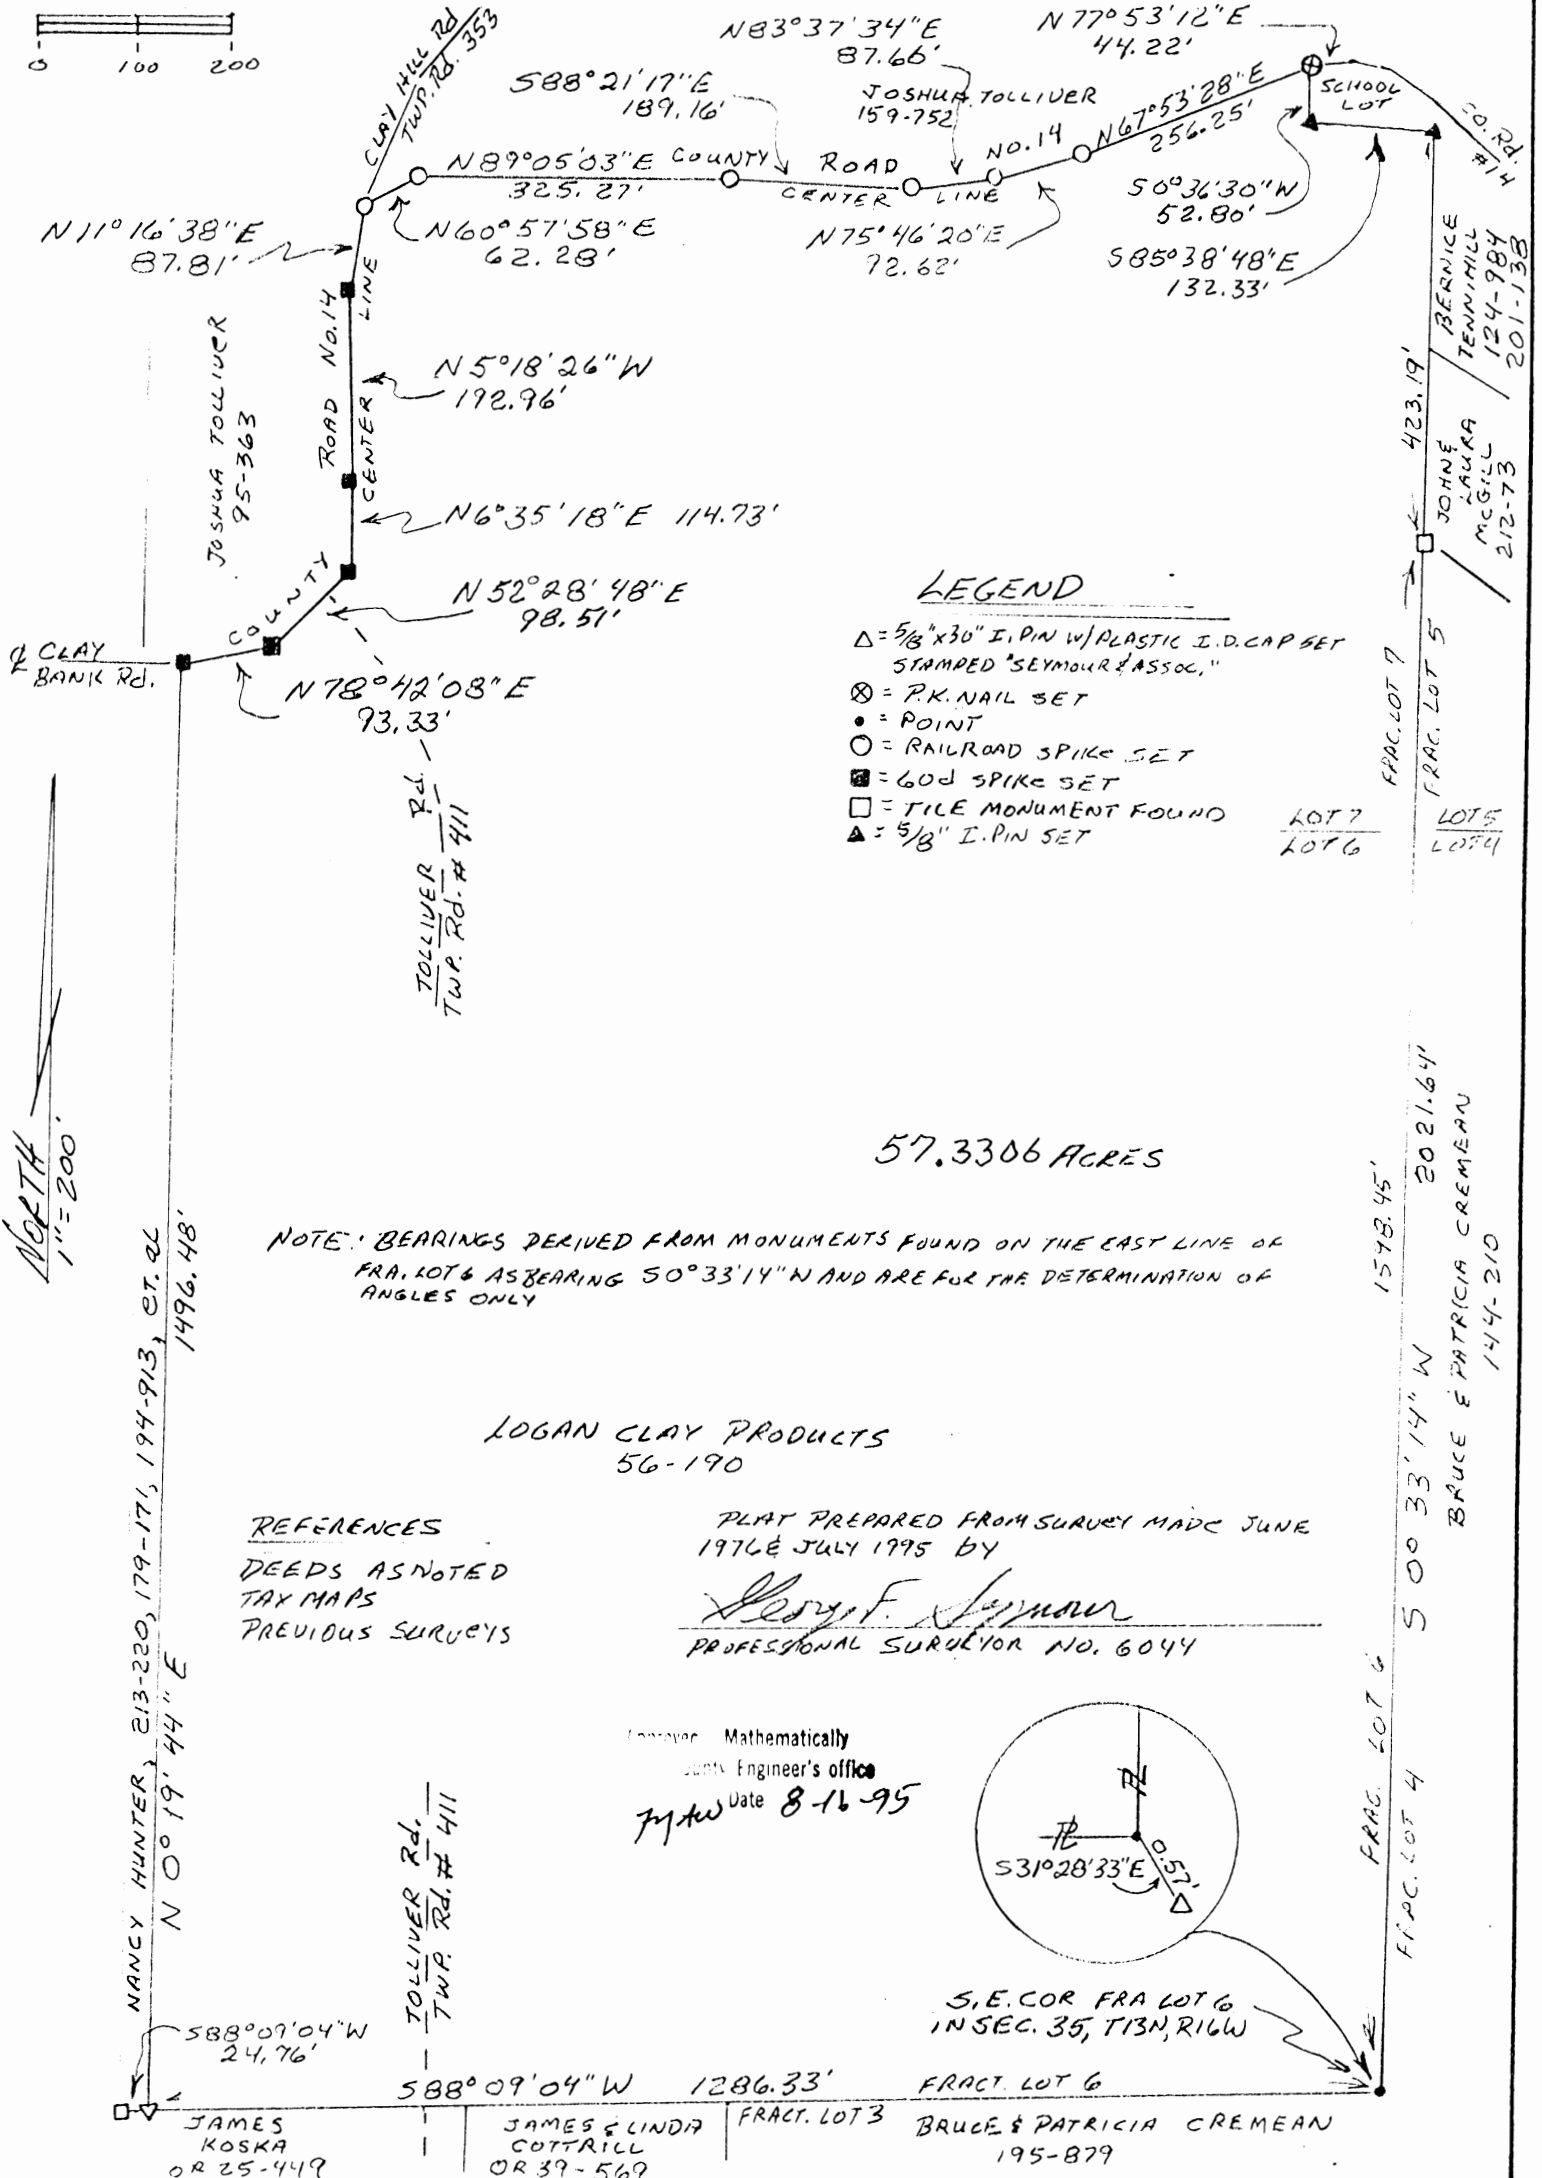 0 100 200
CLAY HILL Rd
TWP. Rd. 353
N83°37'34"E
87.66'
N77°53'12"E
44.22'
S88°21'17"E
189.16'
JOSHUA TOLLIVER
159-752
N67°53'28"E
256.25'
SCHOOL
LOT
CO. Rd.
#14
N89°05'03"E
325.27'
COUNTY ROAD NO.14
CENTER LINE
N11°16'38"E
87.81'
N60°57'58"E
62.28'
N75°46'20"E
92.62'
S0°36'30"W
52.80'
S85°38'48"E
132.33'
BERNICE
TENNIHILL
124-984
201-138
JOSHUA TOLLIVER
95-363
COUNTY ROAD NO.14
CENTER LINE
N5°18'26"W
192.96'
423.19'
JOHN &
LAURA
McGILL
212-73
N6°35'18"E 114.73'
N52°28'48"E
98.51'
℄ CLAY
BANK Rd.
N78°42'08"E
93.33'
LEGEND
△ = 5/8"x30" I. PIN W/PLASTIC I.D. CAP SET
STAMPED "SEYMOUR & ASSOC."
⊗ = P.K. NAIL SET
• = POINT
○ = RAILROAD SPIKE SET
■ = 60d SPIKE SET
□ = TILE MONUMENT FOUND
▲ = 5/8" I. PIN SET
FRAC. LOT 7
FRAC. LOT 5
LOT 7
LOT 6
LOT 5
LOT 4
TOLLIVER Rd.
TWP. Rd. # 411
NORTH
1"=200'
57.3306 ACRES
1598.45'
2021.64'
S 0° 33' 14" W
BRUCE & PATRICIA CREMEAN
144-210
NOTE: BEARINGS DERIVED FROM MONUMENTS FOUND ON THE EAST LINE OF
FRA. LOT 6 AS BEARING S0°33'14"W AND ARE FOR THE DETERMINATION OF
ANGLES ONLY
NANCY HUNTER, 213-220, 179-171, 194-913, ET. AL
N 0° 19' 44" E
1496.48'
LOGAN CLAY PRODUCTS
56-190
REFERENCES
DEEDS AS NOTED
TAX MAPS
PREVIOUS SURVEYS
PLAT PREPARED FROM SURVEY MADE JUNE
1976 & JULY 1995 BY
George F. Seymour
PROFESSIONAL SURVEYOR NO. 6044
Mathematically
Engineer's office
Date 8-16-95
℄
℄
S31°28'33"E
0.57'
FRAC. LOT 6
FRAC. LOT 4
TOLLIVER Rd.
TWP. Rd. # 411
S.E. COR FRA LOT 6
IN SEC. 35, T13N, R16W
S88°09'04"W
24.76'
S88°09'04"W 1286.33' FRACT. LOT 6
JAMES
KOSKA
OR 25-449
JAMES & LINDA
COTTRILL
OR 39-569
FRACT. LOT 3
BRUCE & PATRICIA CREMEAN
195-879